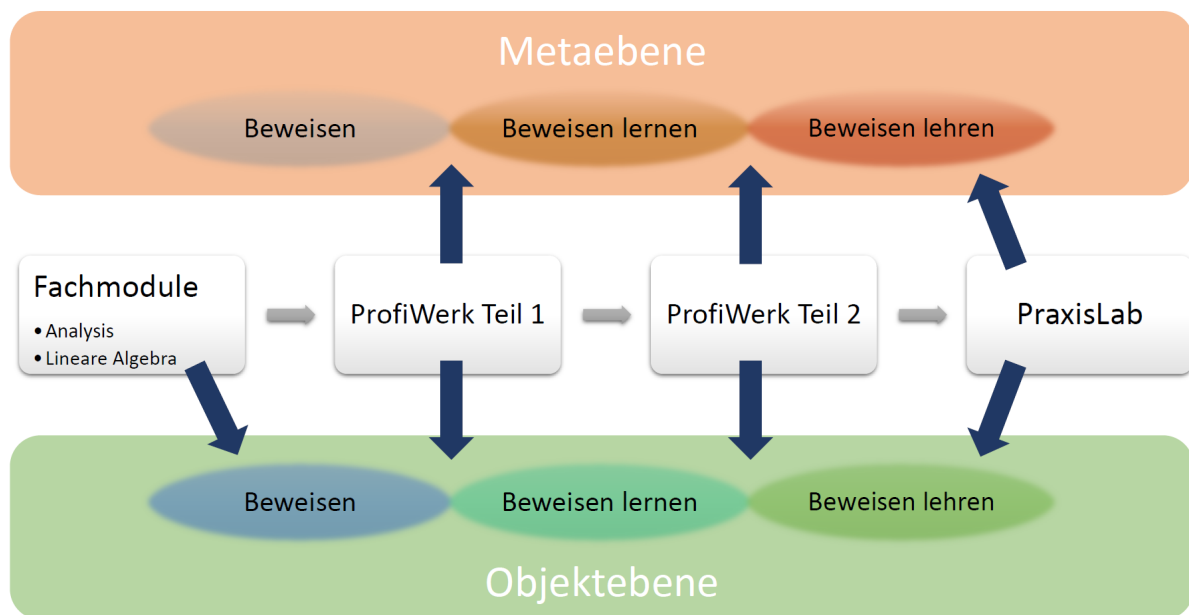 Metaebene
Beweisen
Beweisen lernen
Beweisen lehren
Fachmodule
• Analysis
• Lineare Algebra
ProfiWerk Teil 1
ProfiWerk Teil 2
PraxisLab
Beweisen
Beweisen lernen
Beweisen lehren
Objektebene